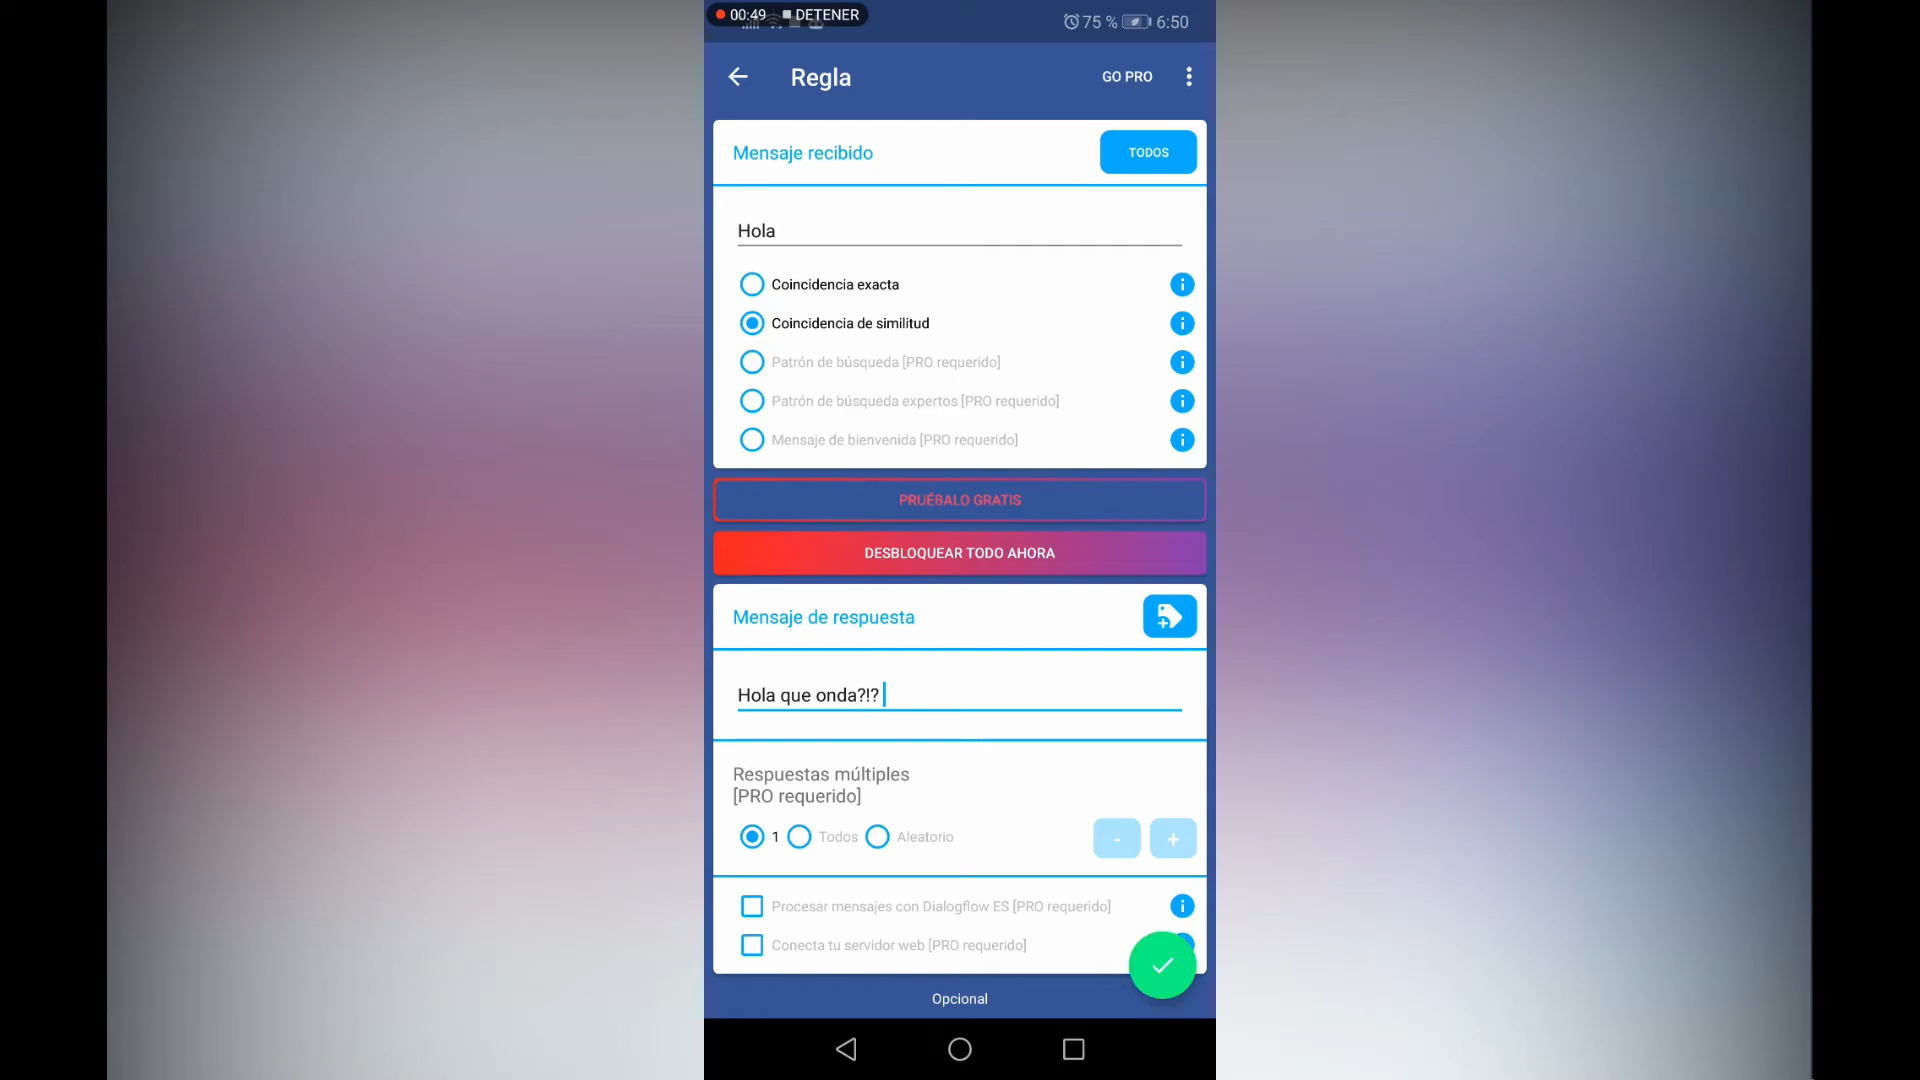 00:49 DETENER
75 % 6:50
Regla
GO PRO
Mensaje recibido
TODOS
Hola
Coincidencia exacta
Coincidencia de similitud
Patrón de búsqueda [PRO requerido]
Patrón de búsqueda expertos [PRO requerido]
Mensaje de bienvenida [PRO requerido]
PRUÉBALO GRATIS
DESBLOQUEAR TODO AHORA
Mensaje de respuesta
Hola que onda?!?
Respuestas múltiples
[PRO requerido]
1 Todos Aleatorio - +
Procesar mensajes con Dialogflow ES [PRO requerido]
Conecta tu servidor web [PRO requerido]
Opcional